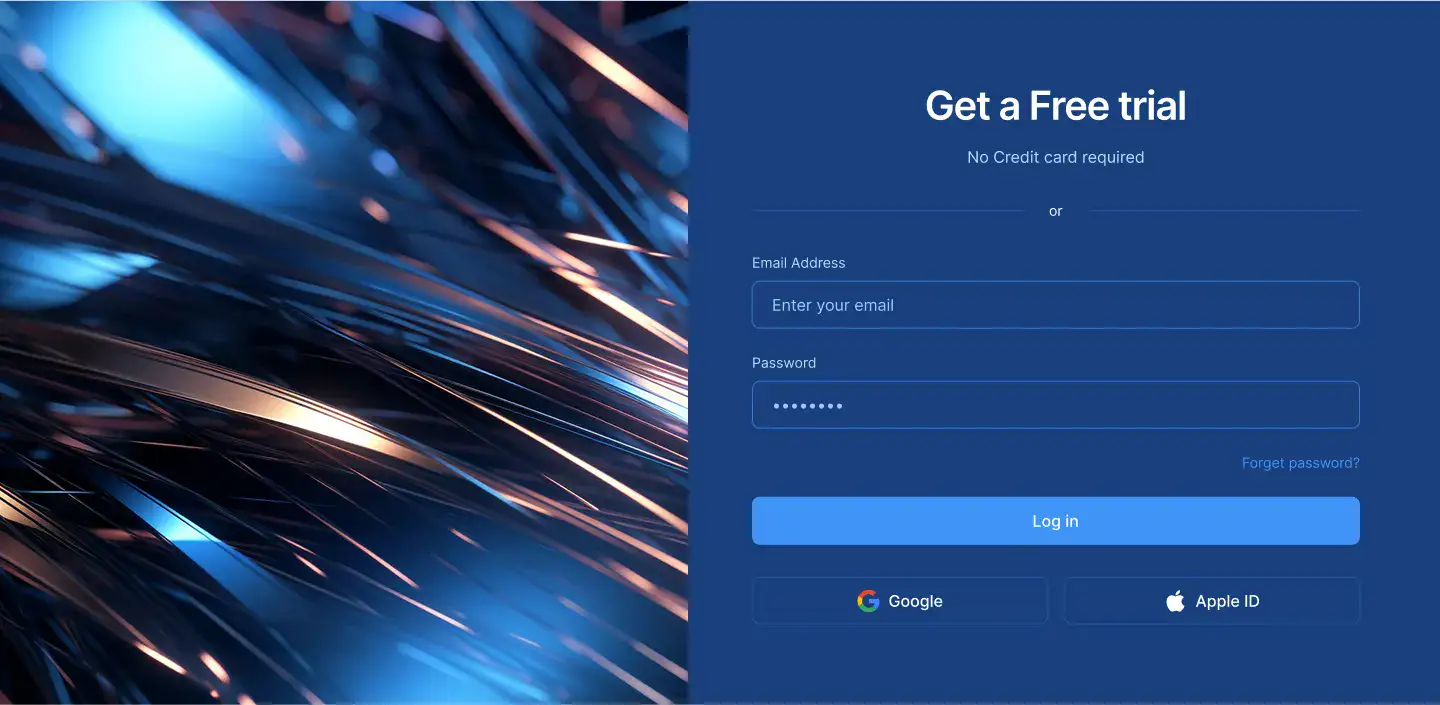 Get a Free trial
No Credit card required
or
Email Address
Enter your email
Password
••••••••
Forget password?
Log in
Google
Apple ID